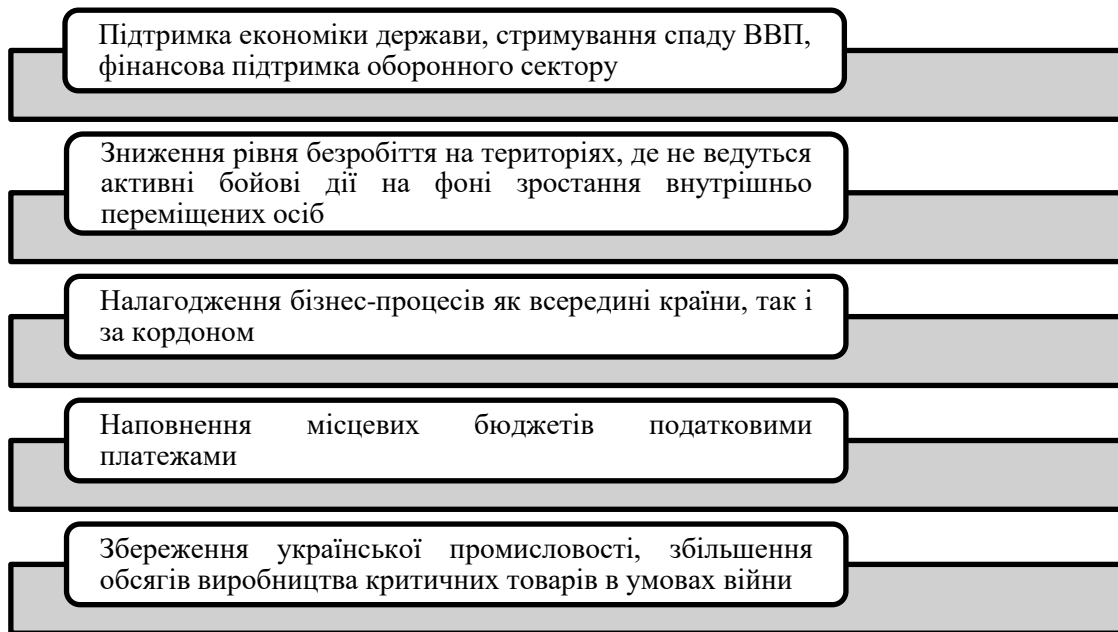 Підтримка економіки держави, стримування спаду ВВП,
фінансова підтримка оборонного сектору
Зниження рівня безробіття на територіях, де не ведуться
активні бойові дії на фоні зростання внутрішньо
переміщених осіб
Налагодження бізнес-процесів як всередині країни, так і
за кордоном
Наповнення місцевих бюджетів податковими
платежами
Збереження української промисловості, збільшення
обсягів виробництва критичних товарів в умовах війни